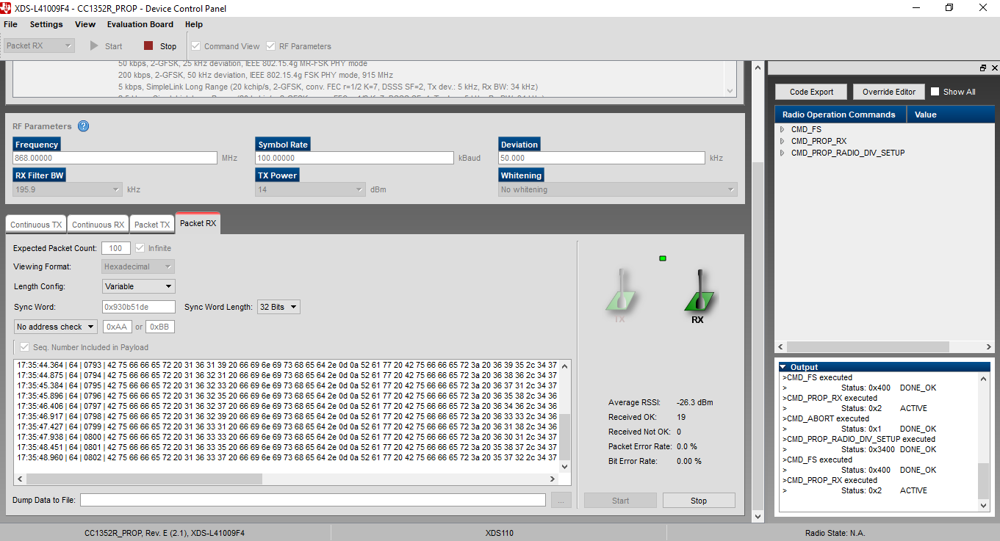 XDS-L41009F4 - CC1352R_PROP - Device Control Panel
File Settings View Evaluation Board Help
Packet RX Start Stop Command View RF Parameters
50 kbps, 2-GFSK, 25 kHz deviation, IEEE 802.15.4g MR-FSK PHY mode
200 kbps, 2-GFSK, 50 kHz deviation, IEEE 802.15.4g FSK PHY mode, 915 MHz
5 kbps, SimpleLink Long Range (20 kchip/s, 2-GFSK, conv. FEC r=1/2 K=7, DSSS SF=2, Tx dev.: 5 kHz, Rx BW: 34 kHz)
RF Parameters ?
Frequency Symbol Rate Deviation
868.00000 MHz 100.00000 kBaud 50.000 kHz
RX Filter BW TX Power Whitening
195.9 kHz 14 dBm No whitening
Continuous TX Continuous RX Packet TX Packet RX
Expected Packet Count: 100 Infinite
Viewing Format: Hexadecimal
Length Config: Variable
Sync Word: 0x930b51de Sync Word Length: 32 Bits
No address check 0xAA or 0xBB
Seq. Number Included in Payload
17:35:44.364 | 64 | 0793 | 42 75 66 66 65 72 20 31 36 31 39 20 66 69 6e 69 73 68 65 64 2e 0d 0a 52 61 77 20 42 75 66 66 65 72 3a 20 36 39 35 2c 34 37
17:35:44.875 | 64 | 0794 | 42 75 66 66 65 72 20 31 36 32 31 20 66 69 6e 69 73 68 65 64 2e 0d 0a 52 61 77 20 42 75 66 66 65 72 3a 20 36 38 36 2c 34 37
17:35:45.384 | 64 | 0795 | 42 75 66 66 65 72 20 31 36 32 33 20 66 69 6e 69 73 68 65 64 2e 0d 0a 52 61 77 20 42 75 66 66 65 72 3a 20 36 37 31 2c 34 37
17:35:45.896 | 64 | 0796 | 42 75 66 66 65 72 20 31 36 32 35 20 66 69 6e 69 73 68 65 64 2e 0d 0a 52 61 77 20 42 75 66 66 65 72 3a 20 36 35 38 2c 34 36
17:35:46.406 | 64 | 0797 | 42 75 66 66 65 72 20 31 36 32 37 20 66 69 6e 69 73 68 65 64 2e 0d 0a 52 61 77 20 42 75 66 66 65 72 3a 20 36 34 36 2c 34 36
17:35:46.917 | 64 | 0798 | 42 75 66 66 65 72 20 31 36 32 39 20 66 69 6e 69 73 68 65 64 2e 0d 0a 52 61 77 20 42 75 66 66 65 72 3a 20 36 33 33 2c 34 36
17:35:47.427 | 64 | 0799 | 42 75 66 66 65 72 20 31 36 33 31 20 66 69 6e 69 73 68 65 64 2e 0d 0a 52 61 77 20 42 75 66 66 65 72 3a 20 36 31 38 2c 34 36
17:35:47.938 | 64 | 0800 | 42 75 66 66 65 72 20 31 36 33 33 20 66 69 6e 69 73 68 65 64 2e 0d 0a 52 61 77 20 42 75 66 66 65 72 3a 20 36 30 31 2c 34 37
17:35:48.451 | 64 | 0801 | 42 75 66 66 65 72 20 31 36 33 35 20 66 69 6e 69 73 68 65 64 2e 0d 0a 52 61 77 20 42 75 66 66 65 72 3a 20 35 38 37 2c 34 37
17:35:48.960 | 64 | 0802 | 42 75 66 66 65 72 20 31 36 33 37 20 66 69 6e 69 73 68 65 64 2e 0d 0a 52 61 77 20 42 75 66 66 65 72 3a 20 35 37 32 2c 34 37
Dump Data to File: ...
TX RX
Average RSSI: -26.3 dBm
Received OK: 19
Received Not OK: 0
Packet Error Rate: 0.0 %
Bit Error Rate: 0.00 %
Start Stop
Code Export Override Editor Show All
Radio Operation Commands Value
CMD_FS
CMD_PROP_RX
CMD_PROP_RADIO_DIV_SETUP
Output
>CMD_FS executed
> Status: 0x400 DONE_OK
>CMD_PROP_RX executed
> Status: 0x2 ACTIVE
>CMD_ABORT executed
> Status: 0x1 DONE_OK
>CMD_PROP_RADIO_DIV_SETUP executed
> Status: 0x3400 DONE_OK
>CMD_FS executed
> Status: 0x400 DONE_OK
>CMD_PROP_RX executed
> Status: 0x2 ACTIVE
CC1352R_PROP, Rev. E (2.1), XDS-L41009F4 XDS110 Radio State: N.A.